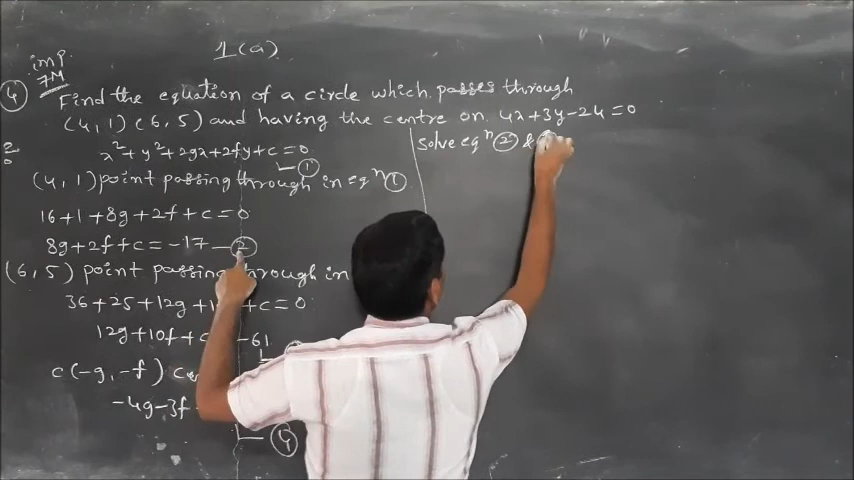 1(a)
imp
7M
4
Find the equation of a circle which passes through
(4,1) (6,5) and having the centre on 4x+3y-24=0
2/0
x²+y²+2gx+2fy+c=0 —①
(4,1) point passing through in eqⁿ ①
16+1+8g+2f+c=0
8g+2f+c=-17 —②
(6,5) point passing through in
36+25+12g+1 +c=0
12g+10f+c -61
c(-g,-f)
-4g-3f
—④
solve eqⁿ ② &